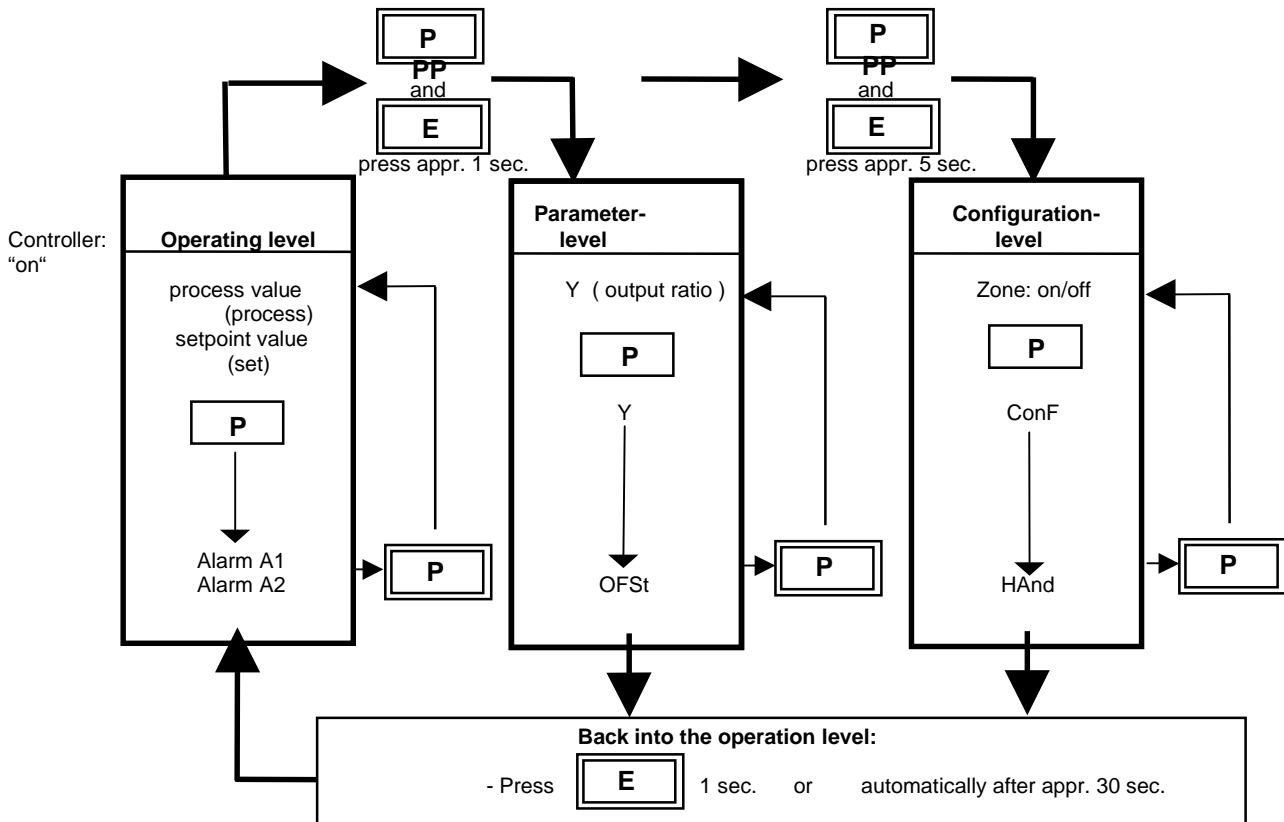 P
PP
and
E
press appr. 1 sec.
P
PP
and
E
press appr. 5 sec.
Controller:
“on“
Operating level
process value
(process)
setpoint value
(set)
P
Alarm A1
Alarm A2
P
Parameter-
level
Y ( output ratio )
P
Y
OFSt
P
Configuration-
level
Zone: on/off
P
ConF
HAnd
P
Back into the operation level:
- Press E 1 sec. or automatically after appr. 30 sec.